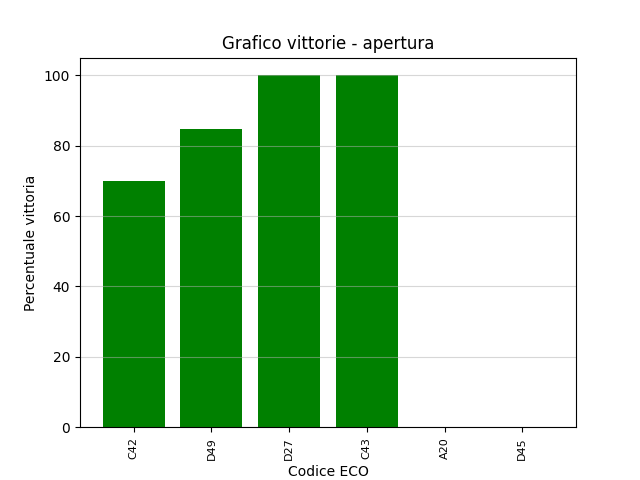 Grafico vittorie - apertura
Percentuale vittoria
100
80
60
40
20
0
C42
D49
D27
C43
A20
D45
Codice ECO